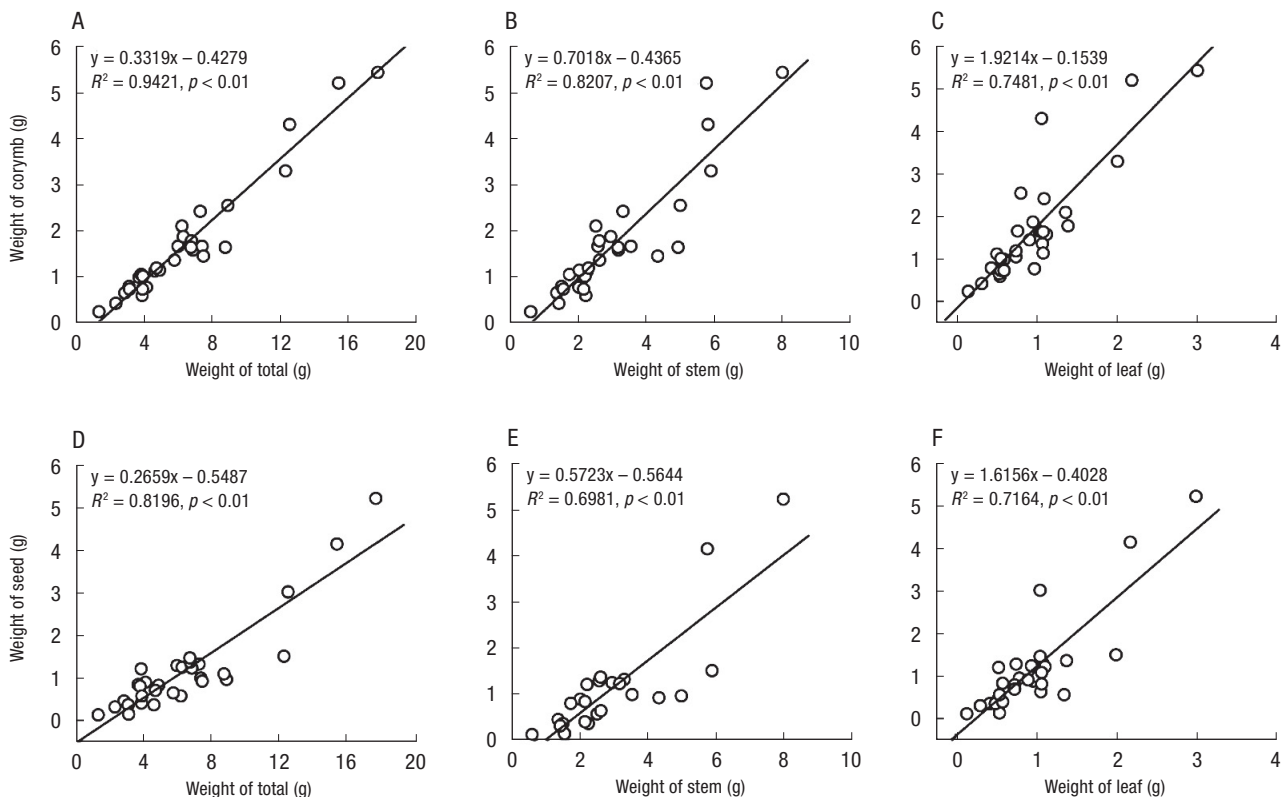 A
y = 0.3319x – 0.4279
R² = 0.9421, p < 0.01
Weight of corymb (g)
6
5
4
3
2
1
0
0 4 8 12 16 20
Weight of total (g)
B
y = 0.7018x – 0.4365
R² = 0.8207, p < 0.01
6
5
4
3
2
1
0
0 2 4 6 8 10
Weight of stem (g)
C
y = 1.9214x – 0.1539
R² = 0.7481, p < 0.01
6
5
4
3
2
1
0
0 1 2 3 4
Weight of leaf (g)
D
y = 0.2659x – 0.5487
R² = 0.8196, p < 0.01
Weight of seed (g)
6
5
4
3
2
1
0
0 4 8 12 16 20
Weight of total (g)
E
y = 0.5723x – 0.5644
R² = 0.6981, p < 0.01
6
5
4
3
2
1
0
0 2 4 6 8 10
Weight of stem (g)
F
y = 1.6156x – 0.4028
R² = 0.7164, p < 0.01
6
5
4
3
2
1
0
0 1 2 3 4
Weight of leaf (g)